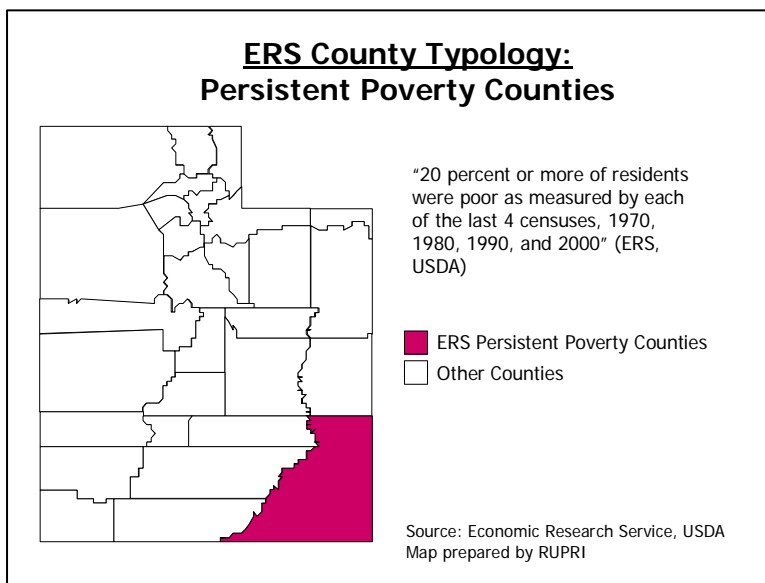 ERS County Typology:
Persistent Poverty Counties
"20 percent or more of residents
were poor as measured by each
of the last 4 censuses, 1970,
1980, 1990, and 2000" (ERS,
USDA)
ERS Persistent Poverty Counties
Other Counties
Source: Economic Research Service, USDA
Map prepared by RUPRI